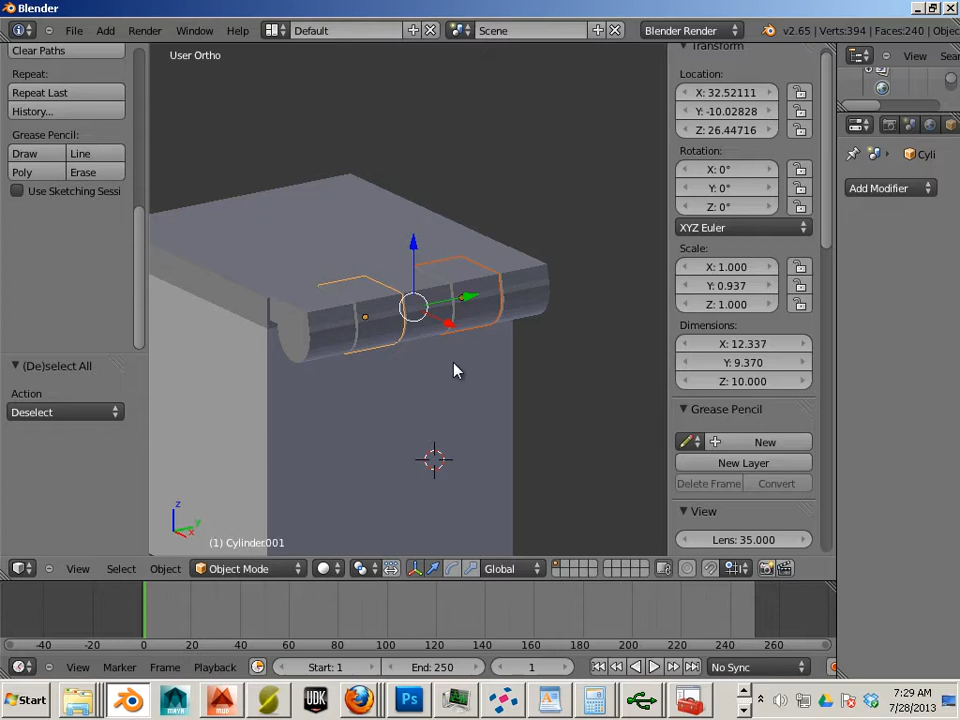 Blender
File Add Render Window Help Default Scene Blender Render v2.65 | Verts:394 | Faces:240 | Objec
Clear Paths
Repeat:
Repeat Last
History...
Grease Pencil:
Draw Line
Poly Erase
Use Sketching Sessi
(De)select All
Action
Deselect
User Ortho
z
y
x
(1) Cylinder.001
Transform
Location:
X: 32.52111
Y: -10.02828
Z: 26.44716
Rotation:
X: 0°
Y: 0°
Z: 0°
XYZ Euler
Scale:
X: 1.000
Y: 0.937
Z: 1.000
Dimensions:
X: 12.337
Y: 9.370
Z: 10.000
Grease Pencil
New
New Layer
Delete Frame Convert
View
Lens: 35.000
View Sear
Cyli
Add Modifier
View Select Object Object Mode Global
-40 -20 0 20 40 60 80 100 120 140 160 180 200 220 240 260 280
View Marker Frame Playback Start: 1 End: 250 1 No Sync
Start UDK Ps 7:29 AM
7/28/2013